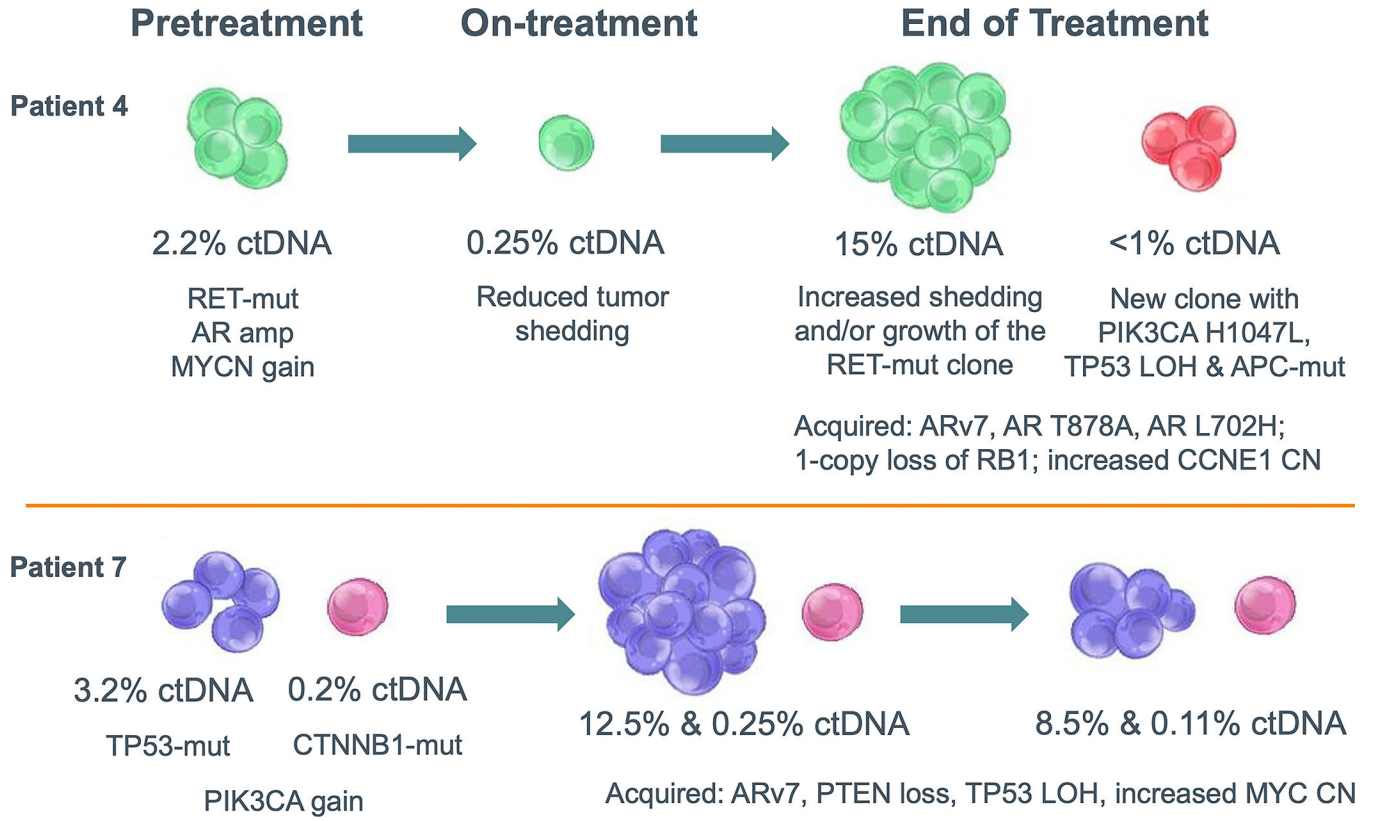 Pretreatment
On-treatment
End of Treatment
Patient 4
2.2% ctDNA
RET-mut
AR amp
MYCN gain
0.25% ctDNA
Reduced tumor
shedding
15% ctDNA
Increased shedding
and/or growth of the
RET-mut clone
<1% ctDNA
New clone with
PIK3CA H1047L,
TP53 LOH & APC-mut
Acquired: ARv7, AR T878A, AR L702H;
1-copy loss of RB1; increased CCNE1 CN
Patient 7
3.2% ctDNA
TP53-mut
0.2% ctDNA
CTNNB1-mut
PIK3CA gain
12.5% & 0.25% ctDNA
8.5% & 0.11% ctDNA
Acquired: ARv7, PTEN loss, TP53 LOH, increased MYC CN